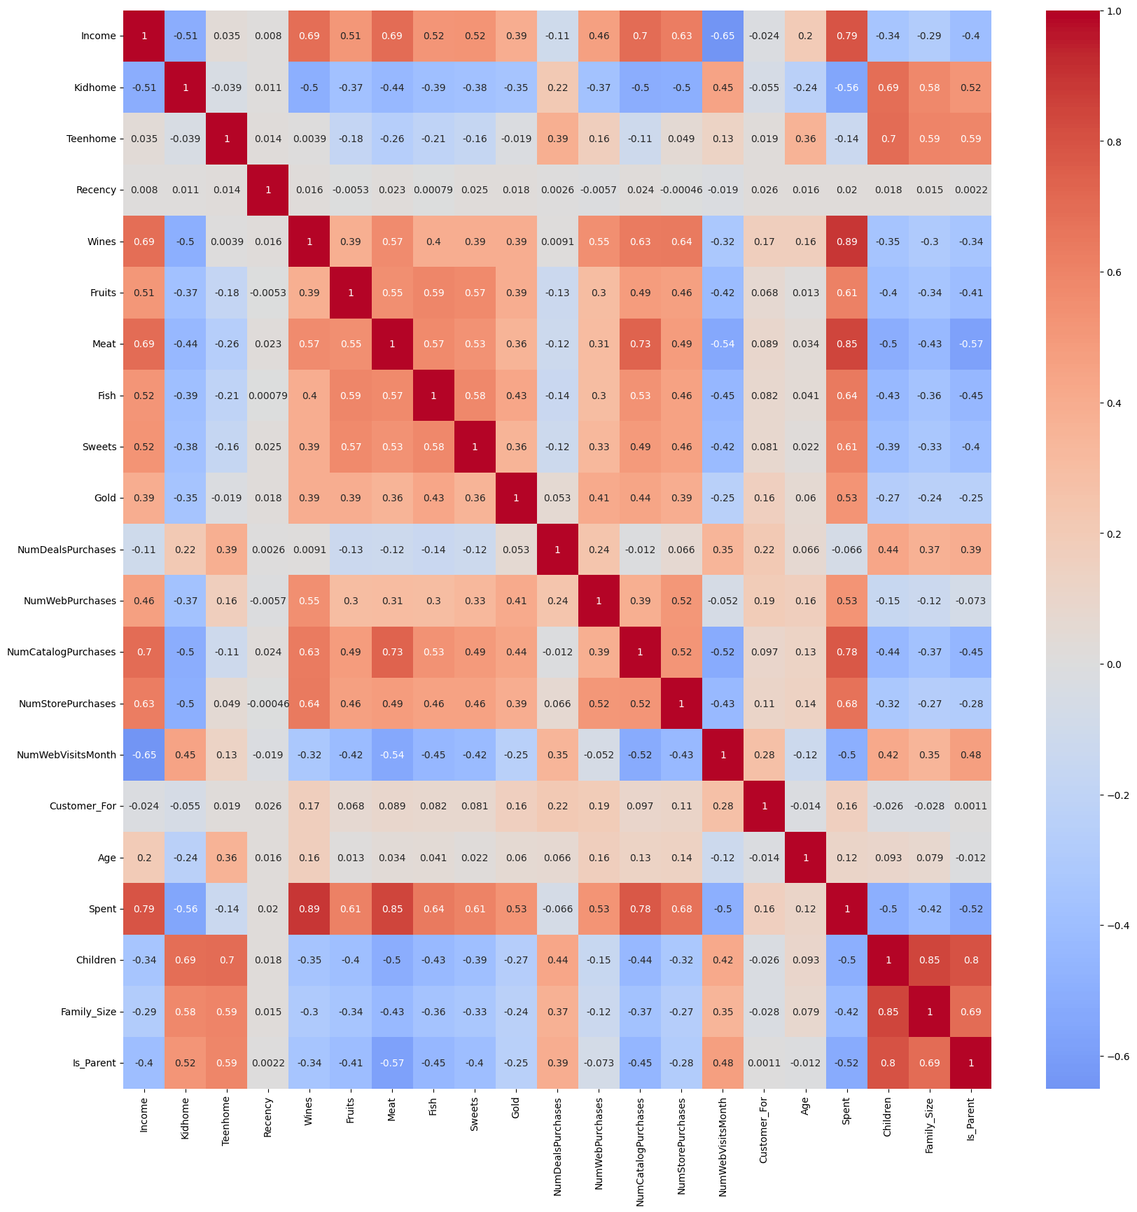 Income 1 -0.51 0.035 0.008 0.69 0.51 0.69 0.52 0.52 0.39 -0.11 0.46 0.7 0.63 -0.65 -0.024 0.2 0.79 -0.34 -0.29 -0.4
Kidhome -0.51 1 -0.039 0.011 -0.5 -0.37 -0.44 -0.39 -0.38 -0.35 0.22 -0.37 -0.5 -0.5 0.45 -0.055 -0.24 -0.56 0.69 0.58 0.52
Teenhome 0.035 -0.039 1 0.014 0.0039 -0.18 -0.26 -0.21 -0.16 -0.019 0.39 0.16 -0.11 0.049 0.13 0.019 0.36 -0.14 0.7 0.59 0.59
Recency 0.008 0.011 0.014 1 0.016 -0.0053 0.023 0.00079 0.025 0.018 0.0026 -0.0057 0.024 -0.00046 -0.019 0.026 0.016 0.02 0.018 0.015 0.0022
Wines 0.69 -0.5 0.0039 0.016 1 0.39 0.57 0.4 0.39 0.39 0.0091 0.55 0.63 0.64 -0.32 0.17 0.16 0.89 -0.35 -0.3 -0.34
Fruits 0.51 -0.37 -0.18 -0.0053 0.39 1 0.55 0.59 0.57 0.39 -0.13 0.3 0.49 0.46 -0.42 0.068 0.013 0.61 -0.4 -0.34 -0.41
Meat 0.69 -0.44 -0.26 0.023 0.57 0.55 1 0.57 0.53 0.36 -0.12 0.31 0.73 0.49 -0.54 0.089 0.034 0.85 -0.5 -0.43 -0.57
Fish 0.52 -0.39 -0.21 0.00079 0.4 0.59 0.57 1 0.58 0.43 -0.14 0.3 0.53 0.46 -0.45 0.082 0.041 0.64 -0.43 -0.36 -0.45
Sweets 0.52 -0.38 -0.16 0.025 0.39 0.57 0.53 0.58 1 0.36 -0.12 0.33 0.49 0.46 -0.42 0.081 0.022 0.61 -0.39 -0.33 -0.4
Gold 0.39 -0.35 -0.019 0.018 0.39 0.39 0.36 0.43 0.36 1 0.053 0.41 0.44 0.39 -0.25 0.16 0.06 0.53 -0.27 -0.24 -0.25
NumDealsPurchases -0.11 0.22 0.39 0.0026 0.0091 -0.13 -0.12 -0.14 -0.12 0.053 1 0.24 -0.012 0.066 0.35 0.22 0.066 -0.066 0.44 0.37 0.39
NumWebPurchases 0.46 -0.37 0.16 -0.0057 0.55 0.3 0.31 0.3 0.33 0.41 0.24 1 0.39 0.52 -0.052 0.19 0.16 0.53 -0.15 -0.12 -0.073
NumCatalogPurchases 0.7 -0.5 -0.11 0.024 0.63 0.49 0.73 0.53 0.49 0.44 -0.012 0.39 1 0.52 -0.52 0.097 0.13 0.78 -0.44 -0.37 -0.45
NumStorePurchases 0.63 -0.5 0.049 -0.00046 0.64 0.46 0.49 0.46 0.46 0.39 0.066 0.52 0.52 1 -0.43 0.11 0.14 0.68 -0.32 -0.27 -0.28
NumWebVisitsMonth -0.65 0.45 0.13 -0.019 -0.32 -0.42 -0.54 -0.45 -0.42 -0.25 0.35 -0.052 -0.52 -0.43 1 0.28 -0.12 -0.5 0.42 0.35 0.48
Customer_For -0.024 -0.055 0.019 0.026 0.17 0.068 0.089 0.082 0.081 0.16 0.22 0.19 0.097 0.11 0.28 1 -0.014 0.16 -0.026 -0.028 0.0011
Age 0.2 -0.24 0.36 0.016 0.16 0.013 0.034 0.041 0.022 0.06 0.066 0.16 0.13 0.14 -0.12 -0.014 1 0.12 0.093 0.079 -0.012
Spent 0.79 -0.56 -0.14 0.02 0.89 0.61 0.85 0.64 0.61 0.53 -0.066 0.53 0.78 0.68 -0.5 0.16 0.12 1 -0.5 -0.42 -0.52
Children -0.34 0.69 0.7 0.018 -0.35 -0.4 -0.5 -0.43 -0.39 -0.27 0.44 -0.15 -0.44 -0.32 0.42 -0.026 0.093 -0.5 1 0.85 0.8
Family_Size -0.29 0.58 0.59 0.015 -0.3 -0.34 -0.43 -0.36 -0.33 -0.24 0.37 -0.12 -0.37 -0.27 0.35 -0.028 0.079 -0.42 0.85 1 0.69
Is_Parent -0.4 0.52 0.59 0.0022 -0.34 -0.41 -0.57 -0.45 -0.4 -0.25 0.39 -0.073 -0.45 -0.28 0.48 0.0011 -0.012 -0.52 0.8 0.69 1
Income
Kidhome
Teenhome
Recency
Wines
Fruits
Meat
Fish
Sweets
Gold
NumDealsPurchases
NumWebPurchases
NumCatalogPurchases
NumStorePurchases
NumWebVisitsMonth
Customer_For
Age
Spent
Children
Family_Size
Is_Parent
1.0
0.8
0.6
0.4
0.2
0.0
−0.2
−0.4
−0.6